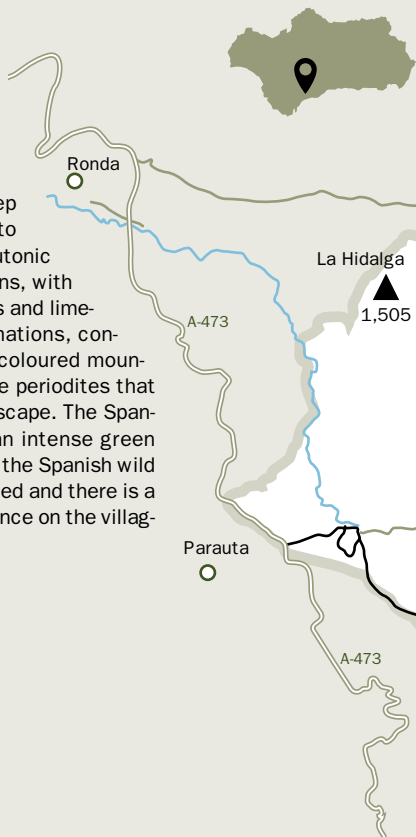 Ronda
ep
to
utonic
ns, with
s and lime-
nations, con-
coloured moun-
e periodites that
scape. The Span-
an intense green
the Spanish wild
ed and there is a
nce on the villag-
La Hidalga
1,505
A-473
Parauta
A-473